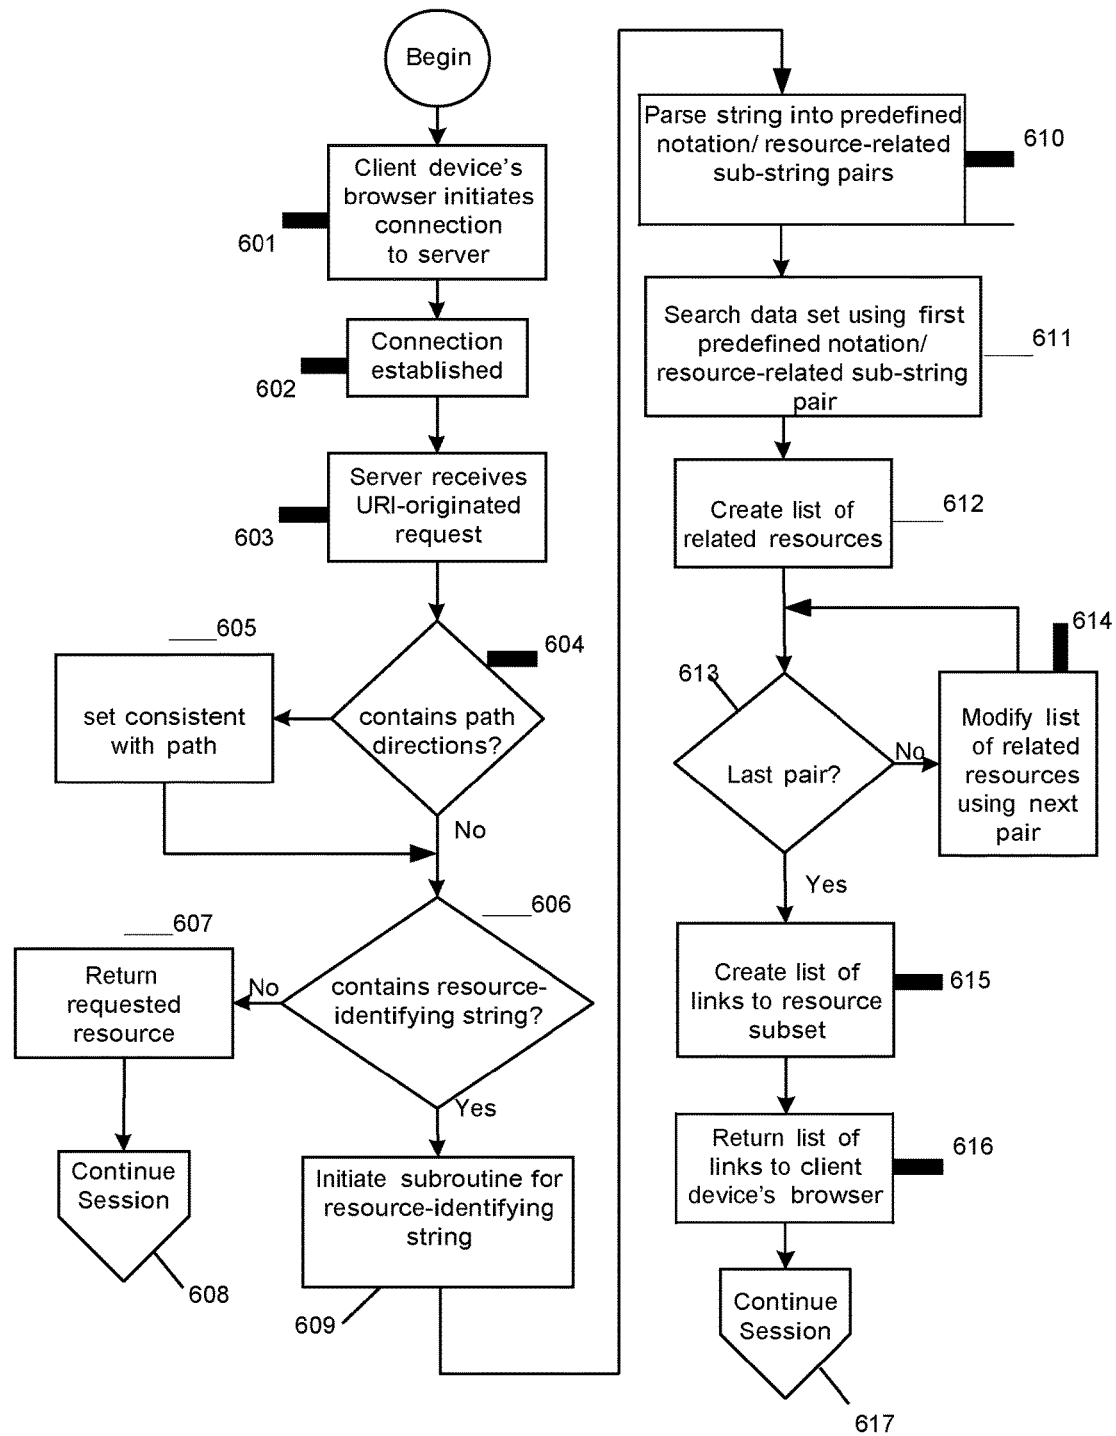 Begin
Client device's
browser initiates
connection
to server
601
Connection
established
602
Server receives
URI-originated
request
603
604
contains path
directions?
605
set consistent
with path
No
606
contains resource-
identifying string?
607
No
Return
requested
resource
Continue
Session
608
Yes
Initiate subroutine for
resource-identifying
string
609
Parse string into predefined
notation/ resource-related
sub-string pairs
610
Search data set using first
predefined notation/
resource-related sub-string
pair
611
Create list of
related resources
612
613
Last pair?
No
614
Modify list
of related
resources
using next
pair
Yes
Create list of
links to resource
subset
615
Return list of
links to client
device's browser
616
Continue
Session
617